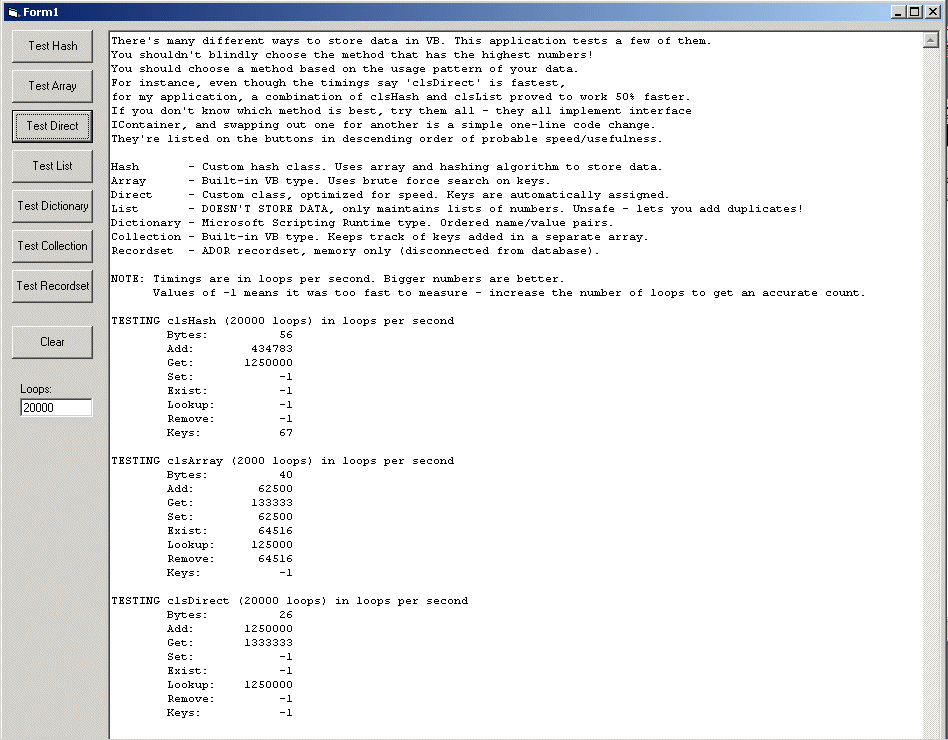 Form1
Test Hash
Test Array
Test Direct
Test List
Test Dictionary
Test Collection
Test Recordset
Clear
Loops:
20000
There's many different ways to store data in VB. This application tests a few of them.
You shouldn't blindly choose the method that has the highest numbers!
You should choose a method based on the usage pattern of your data.
For instance, even though the timings say 'clsDirect' is fastest,
for my application, a combination of clsHash and clsList proved to work 50% faster.
If you don't know which method is best, try them all - they all implement interface
IContainer, and swapping out one for another is a simple one-line code change.
They're listed on the buttons in descending order of probable speed/usefulness.
Hash - Custom hash class. Uses array and hashing algorithm to store data.
Array - Built-in VB type. Uses brute force search on keys.
Direct - Custom class, optimized for speed. Keys are automatically assigned.
List - DOESN'T STORE DATA, only maintains lists of numbers. Unsafe - lets you add duplicates!
Dictionary - Microsoft Scripting Runtime type. Ordered name/value pairs.
Collection - Built-in VB type. Keeps track of keys added in a separate array.
Recordset - ADOR recordset, memory only (disconnected from database).
NOTE: Timings are in loops per second. Bigger numbers are better.
Values of -1 means it was too fast to measure - increase the number of loops to get an accurate count.
TESTING clsHash (20000 loops) in loops per second
Bytes: 56
Add: 434783
Get: 1250000
Set: -1
Exist: -1
Lookup: -1
Remove: -1
Keys: 67
TESTING clsArray (2000 loops) in loops per second
Bytes: 40
Add: 62500
Get: 133333
Set: 62500
Exist: 64516
Lookup: 125000
Remove: 64516
Keys: -1
TESTING clsDirect (20000 loops) in loops per second
Bytes: 26
Add: 1250000
Get: 1333333
Set: -1
Exist: -1
Lookup: 1250000
Remove: -1
Keys: -1